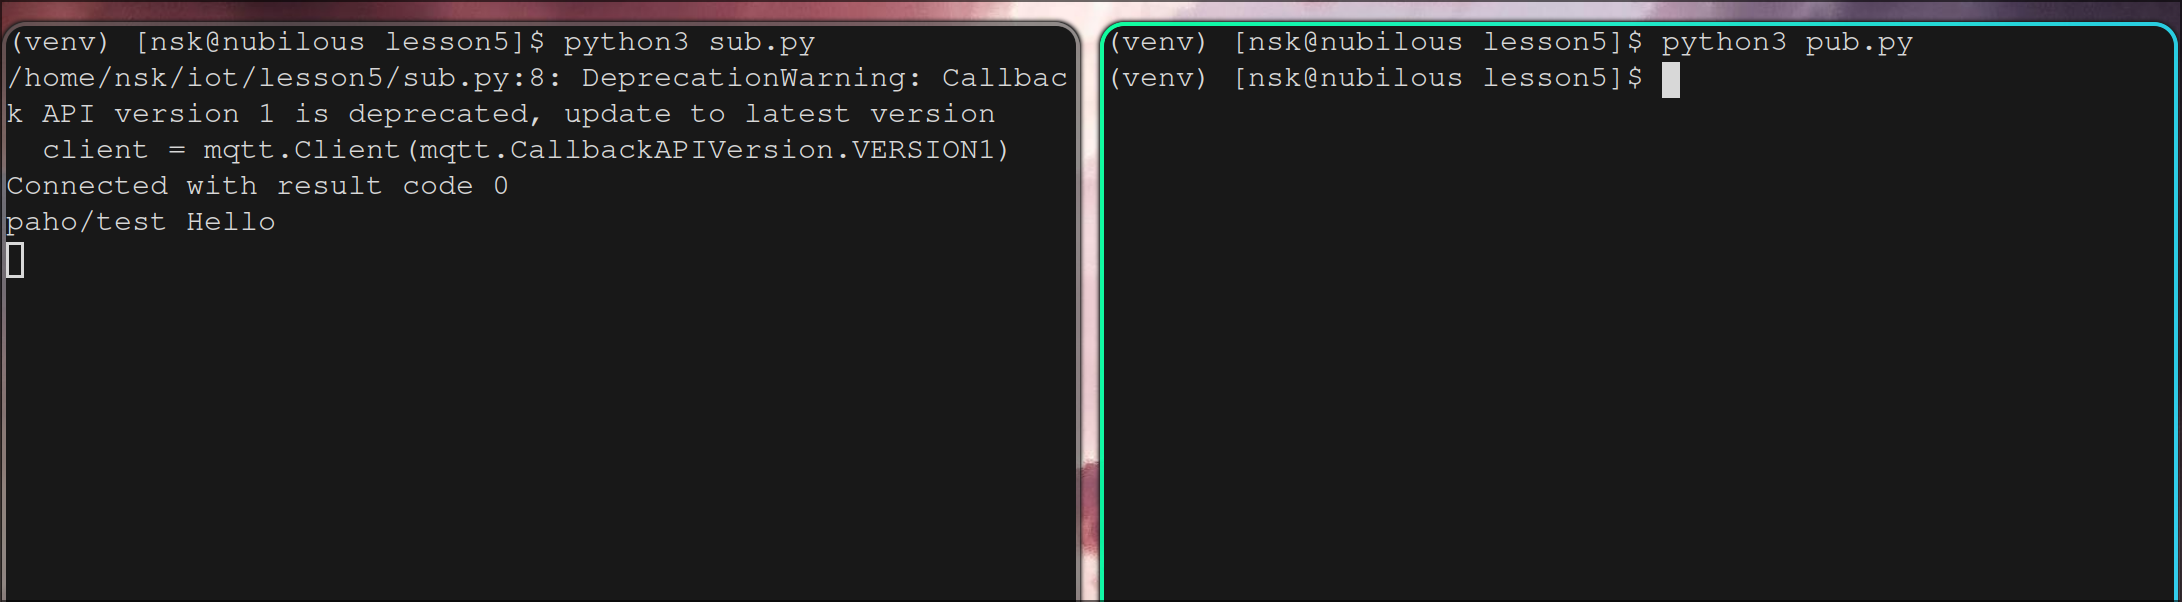 (venv) [nsk@nubilous lesson5]$ python3 sub.py
/home/nsk/iot/lesson5/sub.py:8: DeprecationWarning: Callbac
k API version 1 is deprecated, update to latest version
  client = mqtt.Client(mqtt.CallbackAPIVersion.VERSION1)
Connected with result code 0
paho/test Hello
(venv) [nsk@nubilous lesson5]$ python3 pub.py
(venv) [nsk@nubilous lesson5]$